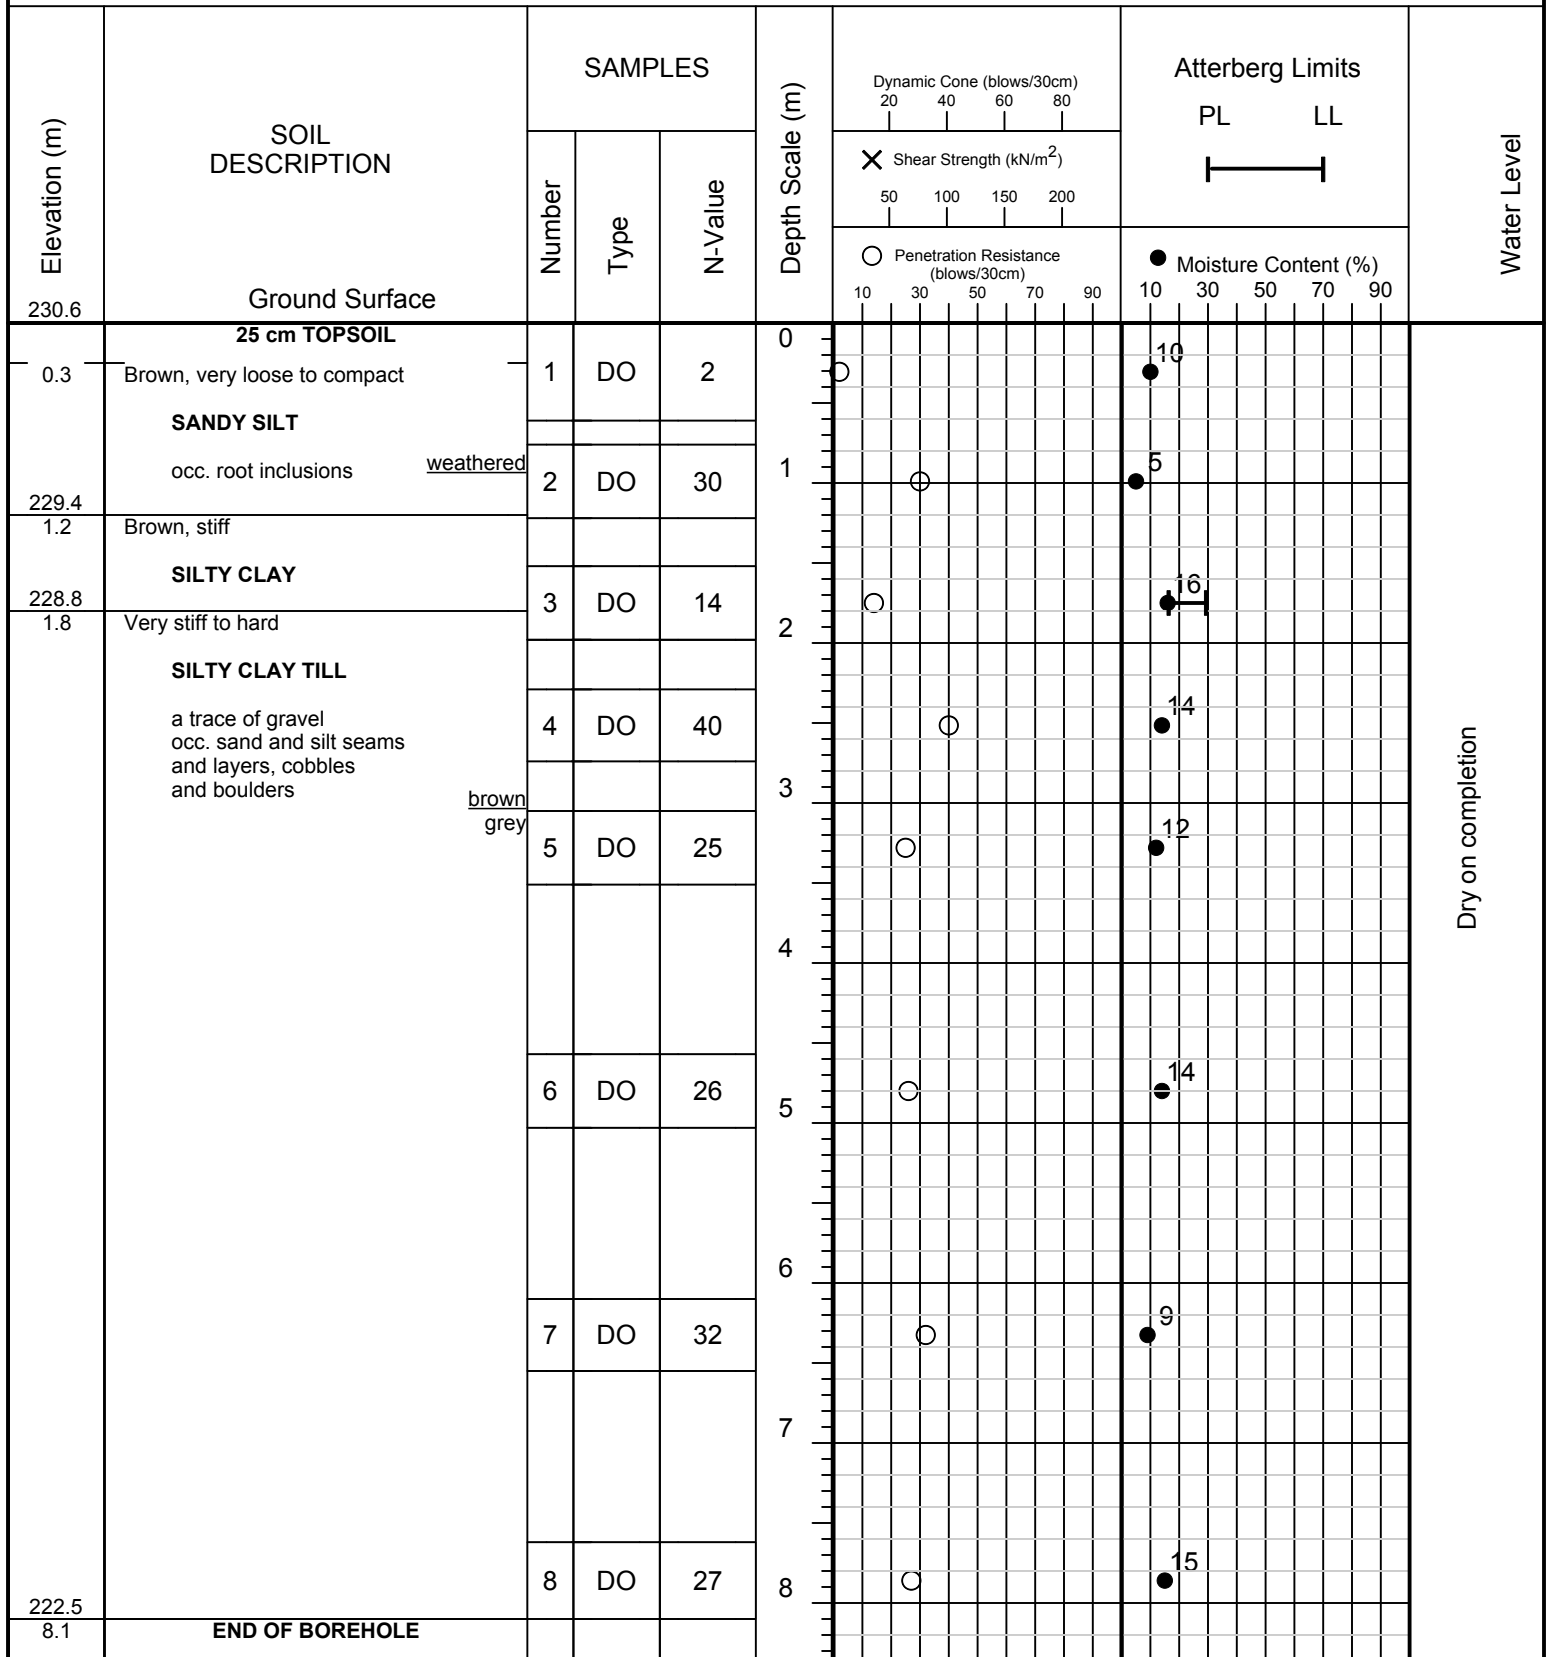 SAMPLES
Atterberg Limits
Dynamic Cone (blows/30cm)
20 40 60 80
PL LL
Elevation (m)
SOIL
DESCRIPTION
Number
Type
N-Value
Depth Scale (m)
Shear Strength (kN/m2)
50 100 150 200
Water Level
Penetration Resistance
(blows/30cm)
10 30 50 70 90
Moisture Content (%)
10 30 50 70 90
230.6 Ground Surface
25 cm TOPSOIL
0
0.3 Brown, very loose to compact 1 DO 2 10
SANDY SILT
occ. root inclusions weathered 2 DO 30 1 5
229.4
1.2 Brown, stiff
SILTY CLAY
228.8 3 DO 14 16
1.8 Very stiff to hard 2
SILTY CLAY TILL
a trace of gravel 4 DO 40 14
occ. sand and silt seams
and layers, cobbles
and boulders
brown 3
grey
5 DO 25 12
Dry on completion
4
6 DO 26 14
5
6
7 DO 32 9
7
8 DO 27 8 15
222.5
8.1 END OF BOREHOLE